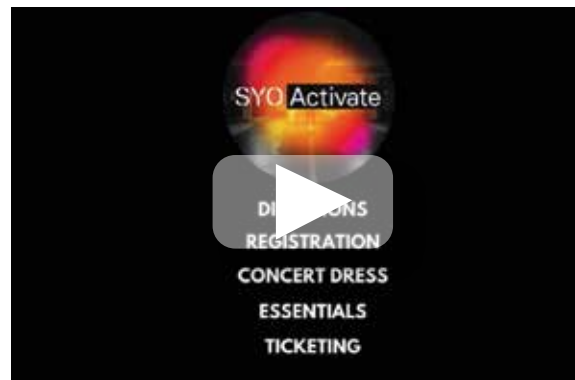 SYO Activate
REGISTRATION
CONCERT DRESS
ESSENTIALS
TICKETING